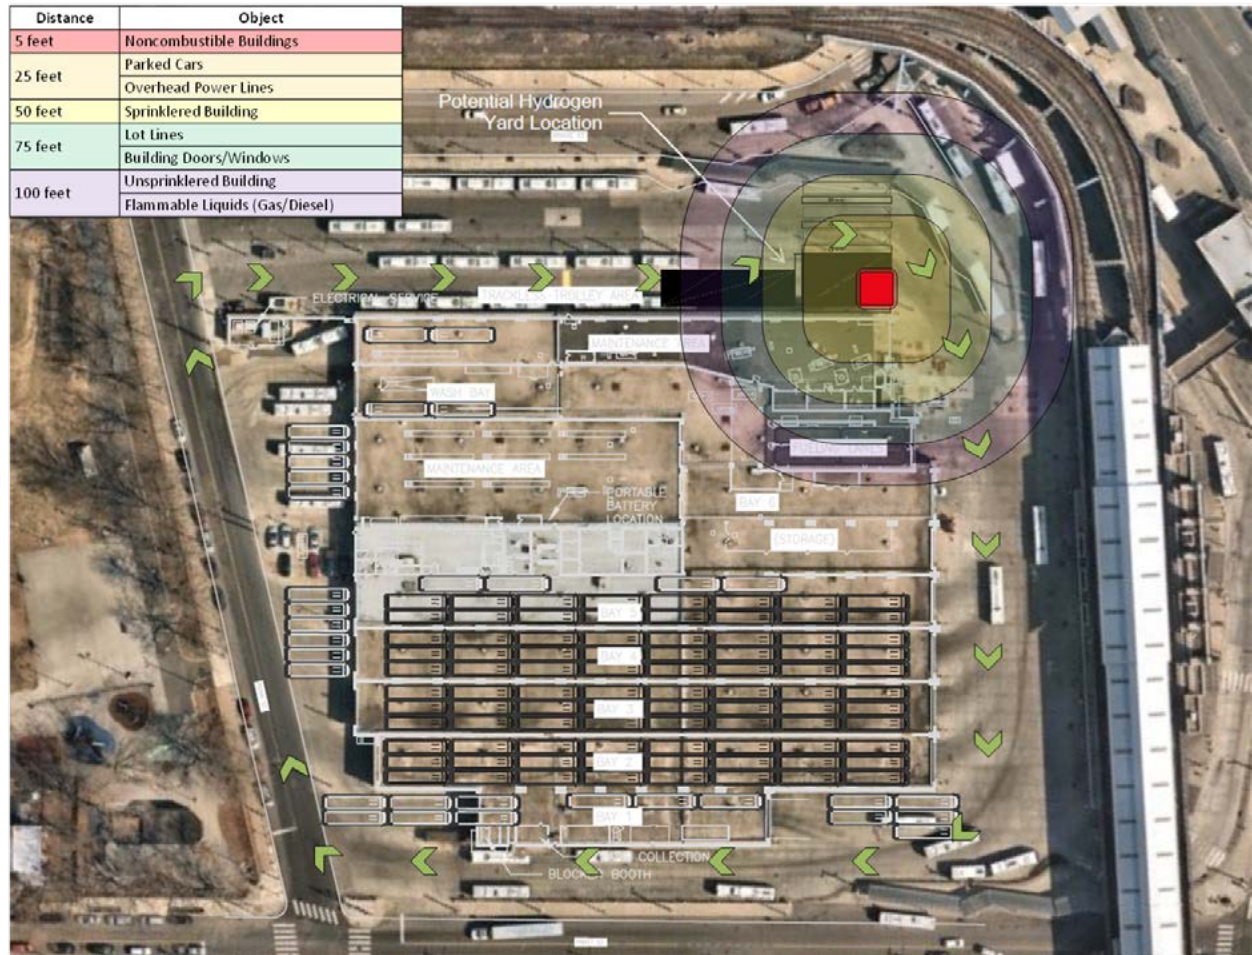 Distance Object
5 feet Noncombustible Buildings
25 feet Parked Cars
Overhead Power Lines
50 feet Sprinklered Building
75 feet Lot Lines
Building Doors/Windows
100 feet Unsprinklered Building
Flammable Liquids (Gas/Diesel)
Potential Hydrogen
Yard Location
ELECTRICAL SERVICE
TRACKLESS TROLLEY AREA
MAINTENANCE AREA
WASH BAY
FUELING LANES
MAINTENANCE AREA
PORTABLE
BATTERY
LOCATION
BAY 6
(STORAGE)
BAY 5
BAY 4
BAY 3
BAY 2
BAY 1
COLLECTION
BLOCKER BOOTH